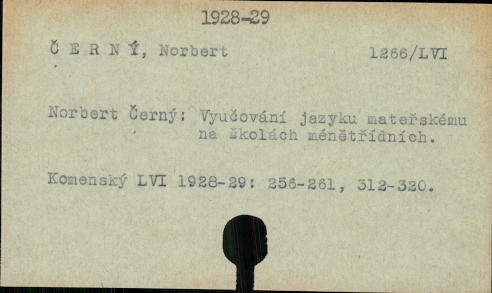 1928-29
Č E R N Ý, Norbert 1266/LVI
Norbert Černý: Vyučování jazyku mateřskému
na školách ménětřídních.
Komenský LVI 1928-29: 256-261, 312-320.